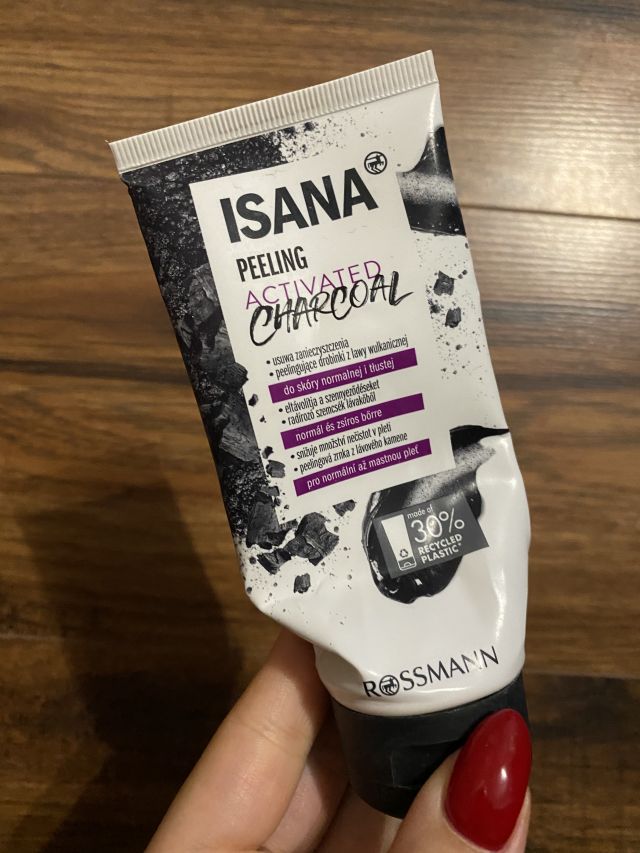 ISANA
PEELING
ACTIVATED
CHARCOAL
• usuwa zanieczyszczenia
• peelingujące drobinki z lawy wulkanicznej
do skóry normalnej i tłustej
• eltávolítja a szennyeződéseket
• radírozó szemcsék lávakőből
normál és zsíros bőrre
• snižuje množství nečistot v pleti
• peelingová zrnka z lávového kamene
pro normální až mastnou pleť
made of
30%
RECYCLED
PLASTIC*
ROSSMANN